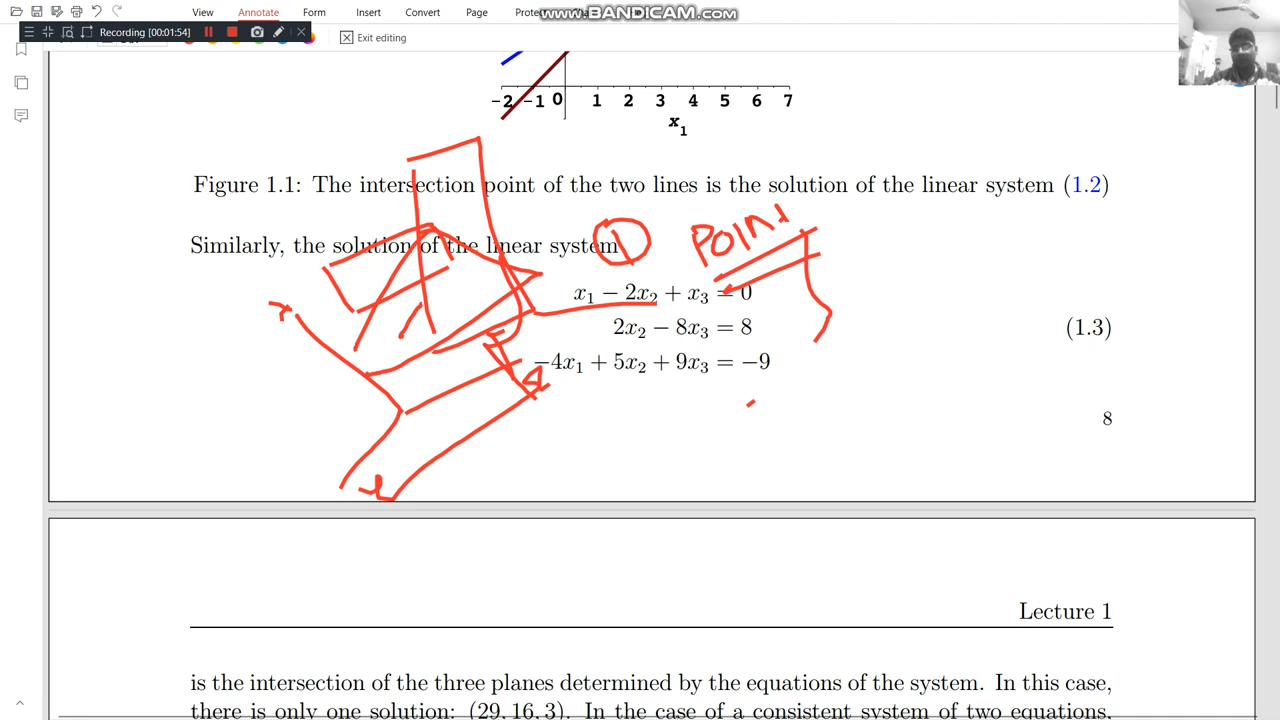 View Annotate Form Insert Convert Page
www.BANDICAM.com
Recording [00:01:54]
Exit editing
−2 −1 0 1 2 3 4 5 6 7
x1
Figure 1.1: The intersection point of the two lines is the solution of the linear system (1.2)
Similarly, the solution of the linear system
1 Point
x1 − 2x2 + x3 = 0
2x2 − 8x3 = 8
(1.3)
−4x1 + 5x2 + 9x3 = −9
8
Lecture 1
is the intersection of the three planes determined by the equations of the system. In this case,
there is only one solution: (29, 16, 3). In the case of a consistent system of two equations,